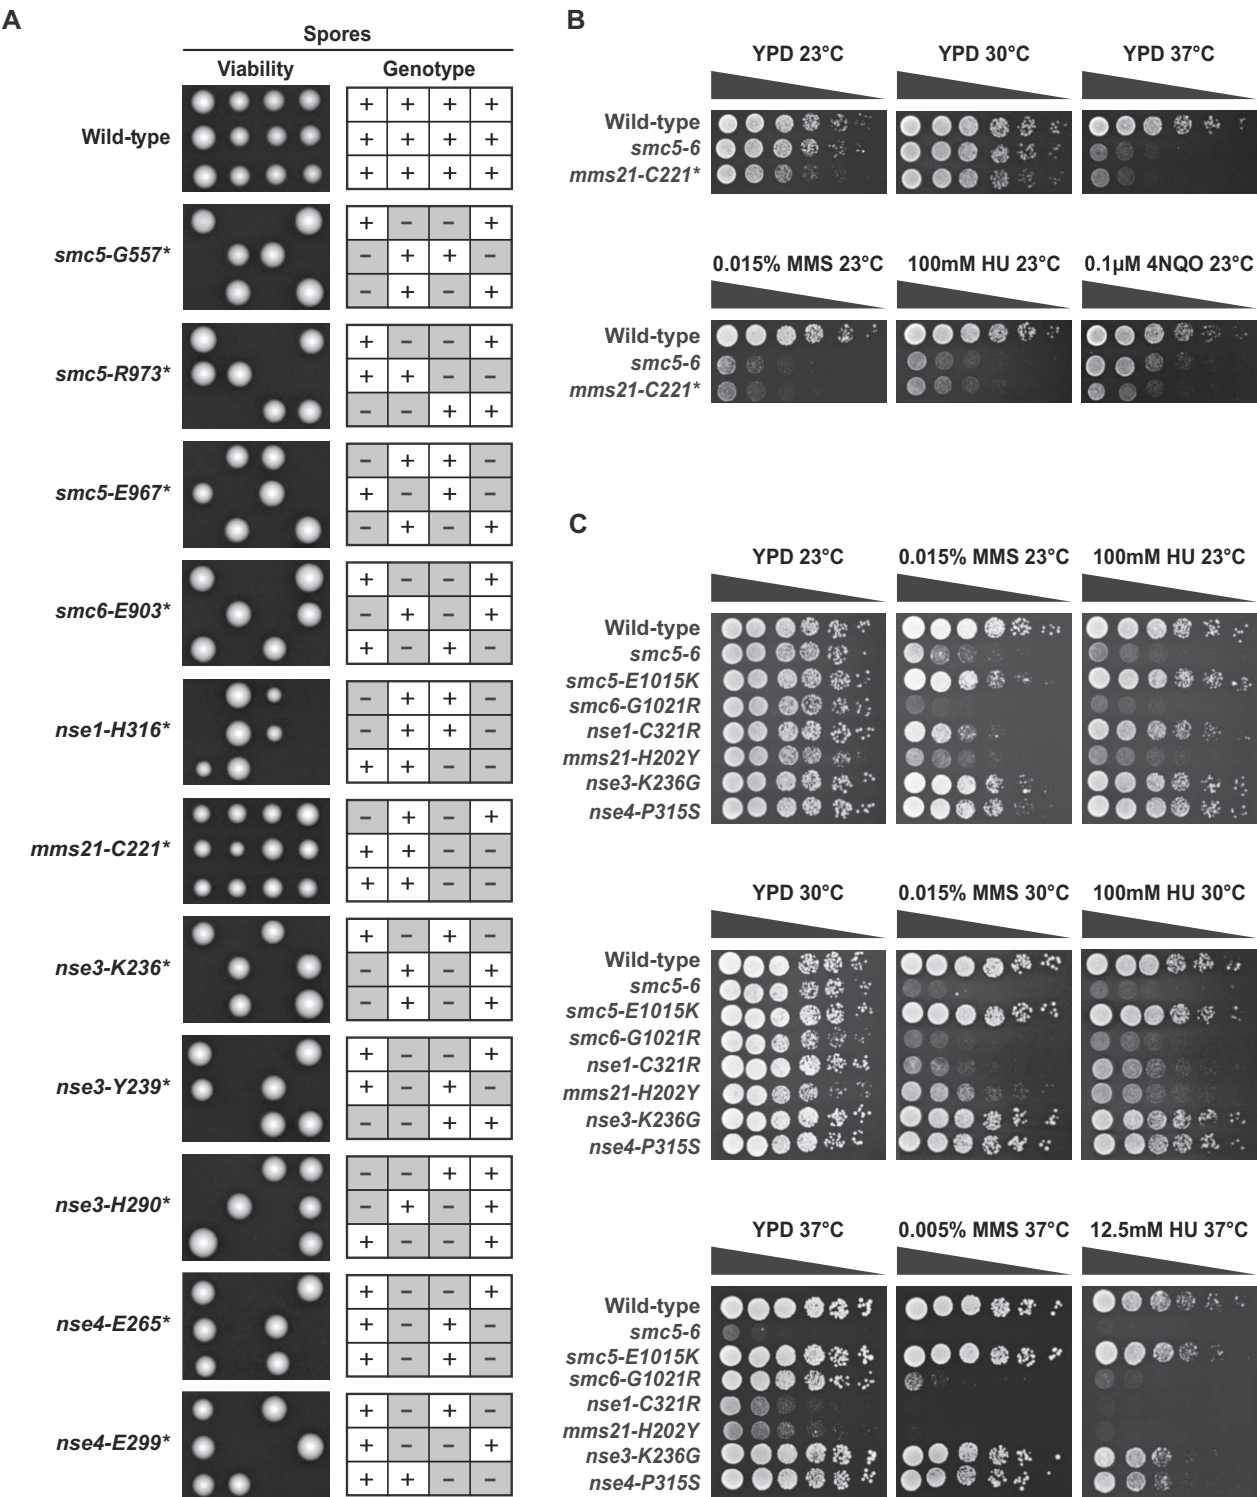 A
Spores
Viability
Genotype
Wild-type
+ + + +
+ + + +
+ + + +
smc5-G557*
+ − − +
− + + −
− + − +
smc5-R973*
+ − − +
+ + − −
− − + +
smc5-E967*
− + + −
+ − + −
− + − +
smc6-E903*
+ − − +
− + − +
+ − + −
nse1-H316*
− + + −
− + + −
+ + − −
mms21-C221*
− + − +
+ + − −
+ + − −
nse3-K236*
+ − + −
− + − +
− + − +
nse3-Y239*
+ − − +
+ − + −
− − + +
nse3-H290*
− − + +
− + − +
+ − − +
nse4-E265*
+ − − +
+ − + −
+ − + −
nse4-E299*
+ − + −
+ − − +
+ + − −
B
YPD 23°C
YPD 30°C
YPD 37°C
Wild-type
smc5-6
mms21-C221*
0.015% MMS 23°C
100mM HU 23°C
0.1µM 4NQO 23°C
Wild-type
smc5-6
mms21-C221*
C
YPD 23°C
0.015% MMS 23°C
100mM HU 23°C
Wild-type
smc5-6
smc5-E1015K
smc6-G1021R
nse1-C321R
mms21-H202Y
nse3-K236G
nse4-P315S
YPD 30°C
0.015% MMS 30°C
100mM HU 30°C
Wild-type
smc5-6
smc5-E1015K
smc6-G1021R
nse1-C321R
mms21-H202Y
nse3-K236G
nse4-P315S
YPD 37°C
0.005% MMS 37°C
12.5mM HU 37°C
Wild-type
smc5-6
smc5-E1015K
smc6-G1021R
nse1-C321R
mms21-H202Y
nse3-K236G
nse4-P315S